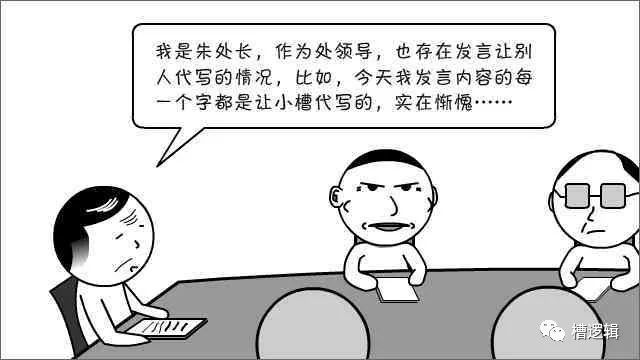 我是朱处长，作为处领导，也存在发言让别
人代写的情况，比如，今天我发言内容的每
一个字都是让小槽代写的，实在惭愧……
槽逻辑